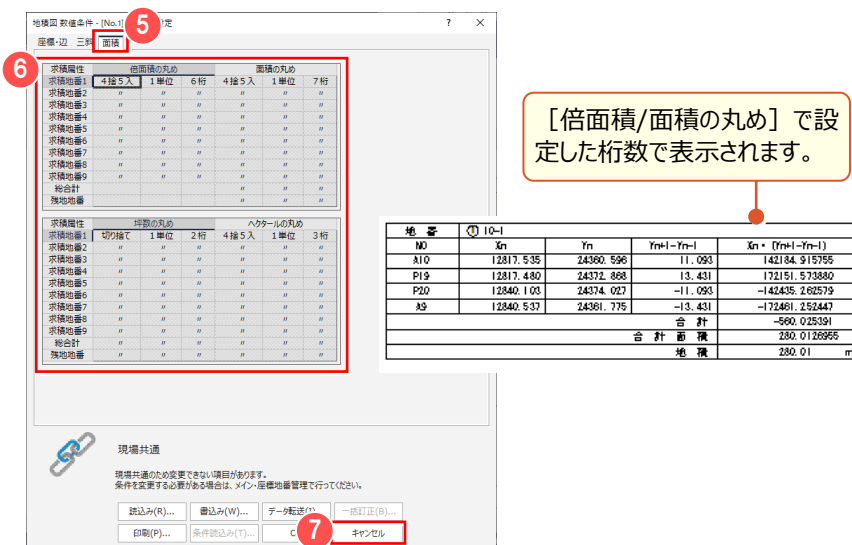 地積図 数値条件 - [No.1] 定 ? ×
5
座標・辺 三斜 面積
6
求積属性 倍面積の丸め 面積の丸め
求積地番1 4捨5入 1単位 6桁 4捨5入 1単位 7桁
求積地番2 〃 〃 〃 〃 〃 〃
求積地番3 〃 〃 〃 〃 〃 〃
求積地番4 〃 〃 〃 〃 〃 〃
求積地番5 〃 〃 〃 〃 〃 〃
求積地番6 〃 〃 〃 〃 〃 〃
求積地番7 〃 〃 〃 〃 〃 〃
求積地番8 〃 〃 〃 〃 〃 〃
求積地番9 〃 〃 〃 〃 〃 〃
総合計 〃 〃 〃
残地地番 〃 〃 〃
求積属性 坪数の丸め ヘクタールの丸め
求積地番1 切り捨て 1単位 2桁 4捨5入 1単位 3桁
求積地番2 〃 〃 〃 〃 〃 〃
求積地番3 〃 〃 〃 〃 〃 〃
求積地番4 〃 〃 〃 〃 〃 〃
求積地番5 〃 〃 〃 〃 〃 〃
求積地番6 〃 〃 〃 〃 〃 〃
求積地番7 〃 〃 〃 〃 〃 〃
求積地番8 〃 〃 〃 〃 〃 〃
求積地番9 〃 〃 〃 〃 〃 〃
総合計 〃 〃 〃 〃 〃 〃
残地地番 〃 〃 〃 〃 〃 〃
[倍面積/面積の丸め]で設
定した桁数で表示されます。
地 番 ① 10-1
NO Xn Yn Yn+1-Yn-1 Xn・(Yn+1-Yn-1)
A10 12817.535 24360.596 11.093 142184.915755
P19 12817.480 24372.868 13.431 172151.573880
P20 12840.103 24374.027 -11.093 -142435.262579
A9 12840.537 24361.775 -13.431 -172461.252447
合 計 -560.025391
合 計 面 積 280.0126955
地 積 280.01 m
現場共通
現場共通のため変更できない項目があります。
条件を変更する必要がある場合は、メイン・座標地番管理で行ってください。
読込み(R)... 書込み(W)... データ転送(I)... 一括訂正(B)...
印刷(P)... 条件読込み(T)... 7 キャンセル